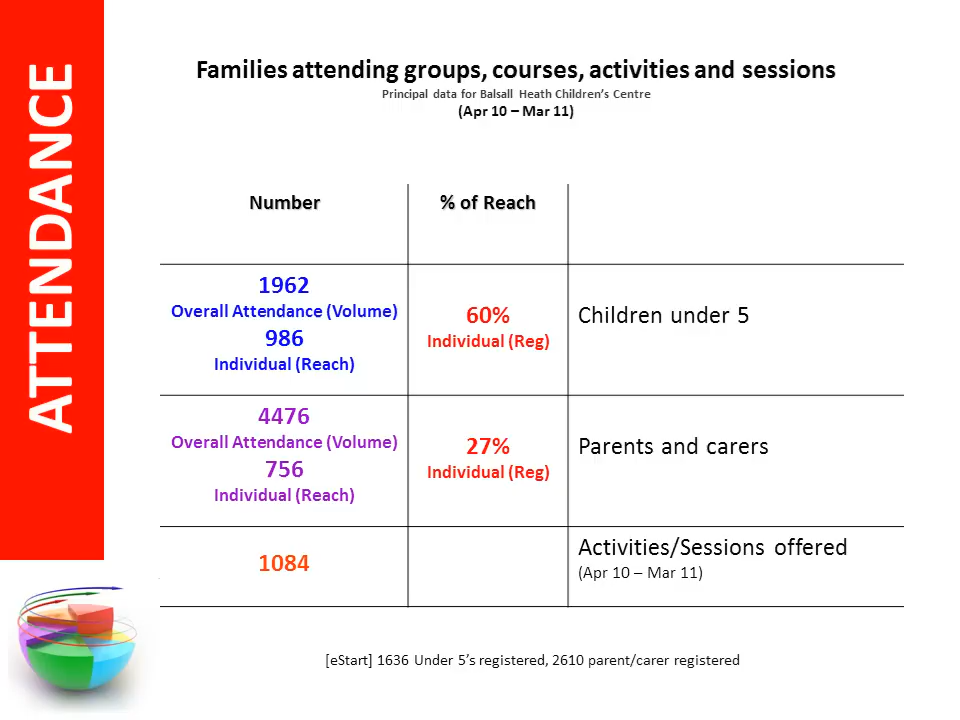 ATTENDANCE
Families attending groups, courses, activities and sessions
Principal data for Balsall Heath Children's Centre
(Apr 10 – Mar 11)
Number
% of Reach
1962
Overall Attendance (Volume)
986
Individual (Reach)
60%
Individual (Reg)
Children under 5
4476
Overall Attendance (Volume)
756
Individual (Reach)
27%
Individual (Reg)
Parents and carers
1084
Activities/Sessions offered
(Apr 10 – Mar 11)
[eStart] 1636 Under 5's registered, 2610 parent/carer registered